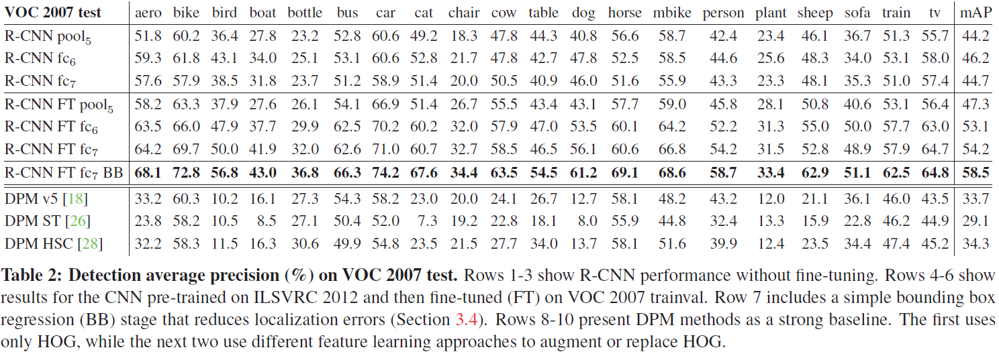 VOC 2007 test aero bike bird boat bottle bus car cat chair cow table dog horse mbike person plant sheep sofa train tv mAP
R-CNN pool5 51.8 60.2 36.4 27.8 23.2 52.8 60.6 49.2 18.3 47.8 44.3 40.8 56.6 58.7 42.4 23.4 46.1 36.7 51.3 55.7 44.2
R-CNN fc6 59.3 61.8 43.1 34.0 25.1 53.1 60.6 52.8 21.7 47.8 42.7 47.8 52.5 58.5 44.6 25.6 48.3 34.0 53.1 58.0 46.2
R-CNN fc7 57.6 57.9 38.5 31.8 23.7 51.2 58.9 51.4 20.0 50.5 40.9 46.0 51.6 55.9 43.3 23.3 48.1 35.3 51.0 57.4 44.7
R-CNN FT pool5 58.2 63.3 37.9 27.6 26.1 54.1 66.9 51.4 26.7 55.5 43.4 43.1 57.7 59.0 45.8 28.1 50.8 40.6 53.1 56.4 47.3
R-CNN FT fc6 63.5 66.0 47.9 37.7 29.9 62.5 70.2 60.2 32.0 57.9 47.0 53.5 60.1 64.2 52.2 31.3 55.0 50.0 57.7 63.0 53.1
R-CNN FT fc7 64.2 69.7 50.0 41.9 32.0 62.6 71.0 60.7 32.7 58.5 46.5 56.1 60.6 66.8 54.2 31.5 52.8 48.9 57.9 64.7 54.2
R-CNN FT fc7 BB 68.1 72.8 56.8 43.0 36.8 66.3 74.2 67.6 34.4 63.5 54.5 61.2 69.1 68.6 58.7 33.4 62.9 51.1 62.5 64.8 58.5
DPM v5 [18] 33.2 60.3 10.2 16.1 27.3 54.3 58.2 23.0 20.0 24.1 26.7 12.7 58.1 48.2 43.2 12.0 21.1 36.1 46.0 43.5 33.7
DPM ST [26] 23.8 58.2 10.5 8.5 27.1 50.4 52.0 7.3 19.2 22.8 18.1 8.0 55.9 44.8 32.4 13.3 15.9 22.8 46.2 44.9 29.1
DPM HSC [28] 32.2 58.3 11.5 16.3 30.6 49.9 54.8 23.5 21.5 27.7 34.0 13.7 58.1 51.6 39.9 12.4 23.5 34.4 47.4 45.2 34.3
Table 2: Detection average precision (%) on VOC 2007 test. Rows 1-3 show R-CNN performance without fine-tuning. Rows 4-6 show
results for the CNN pre-trained on ILSVRC 2012 and then fine-tuned (FT) on VOC 2007 trainval. Row 7 includes a simple bounding box
regression (BB) stage that reduces localization errors (Section 3.4). Rows 8-10 present DPM methods as a strong baseline. The first uses
only HOG, while the next two use different feature learning approaches to augment or replace HOG.